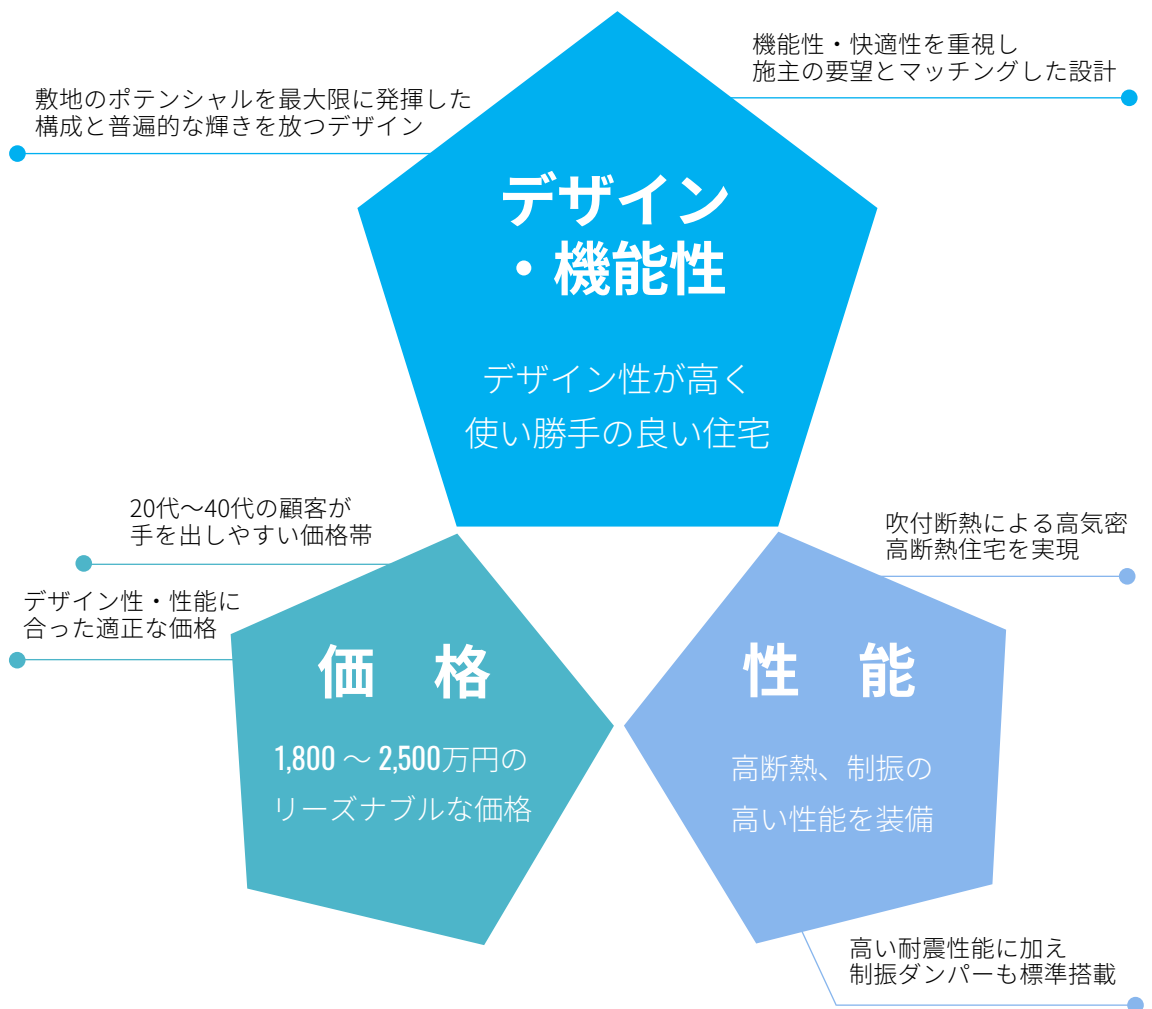 機能性・快適性を重視し
施主の要望とマッチングした設計
敷地のポテンシャルを最大限に発揮した
構成と普遍的な輝きを放つデザイン
デザイン
・機能性
デザイン性が高く
使い勝手の良い住宅
20代～40代の顧客が
手を出しやすい価格帯
デザイン性・性能に
合った適正な価格
価　格
1,800 ～ 2,500万円の
リーズナブルな価格
吹付断熱による高気密
高断熱住宅を実現
性　能
高断熱、制振の
高い性能を装備
高い耐震性能に加え
制振ダンパーも標準搭載